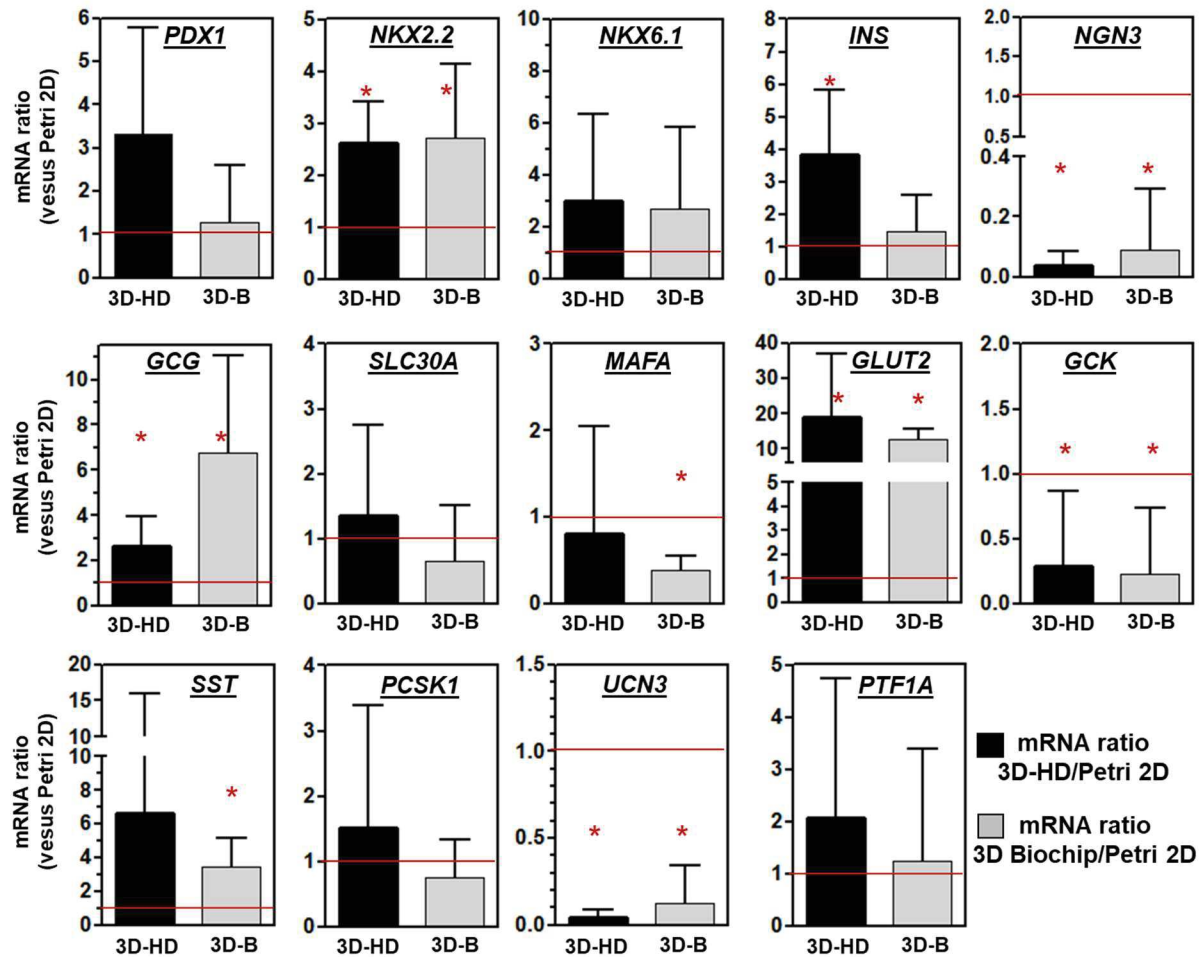 mRNA ratio
(vesus Petri 2D)
PDX1
6
5
4
3
2
1
0
3D-HD 3D-B
NKX2.2
5
4
3
2
1
0
* *
3D-HD 3D-B
NKX6.1
10
8
6
4
2
0
3D-HD 3D-B
INS
8
7
6
5
4
3
2
1
0
*
3D-HD 3D-B
NGN3
2.0
1.5
1.0
0.5
0.4
0.2
0.0
* *
3D-HD 3D-B
mRNA ratio
(vesus Petri 2D)
GCG
10
8
6
4
2
0
* *
3D-HD 3D-B
SLC30A
4
3
2
1
0
3D-HD 3D-B
MAFA
3
2
1
0
*
3D-HD 3D-B
GLUT2
40
30
20
10
5
4
3
2
1
0
* *
3D-HD 3D-B
GCK
2.0
1.5
1.0
0.5
0.0
* *
3D-HD 3D-B
mRNA ratio
(vesus Petri 2D)
SST
20
15
10
8
6
4
2
0
*
3D-HD 3D-B
PCSK1
4
3
2
1
0
3D-HD 3D-B
UCN3
1.5
1.0
0.5
0.0
* *
3D-HD 3D-B
PTF1A
5
4
3
2
1
0
3D-HD 3D-B
mRNA ratio
3D-HD/Petri 2D
mRNA ratio
3D Biochip/Petri 2D